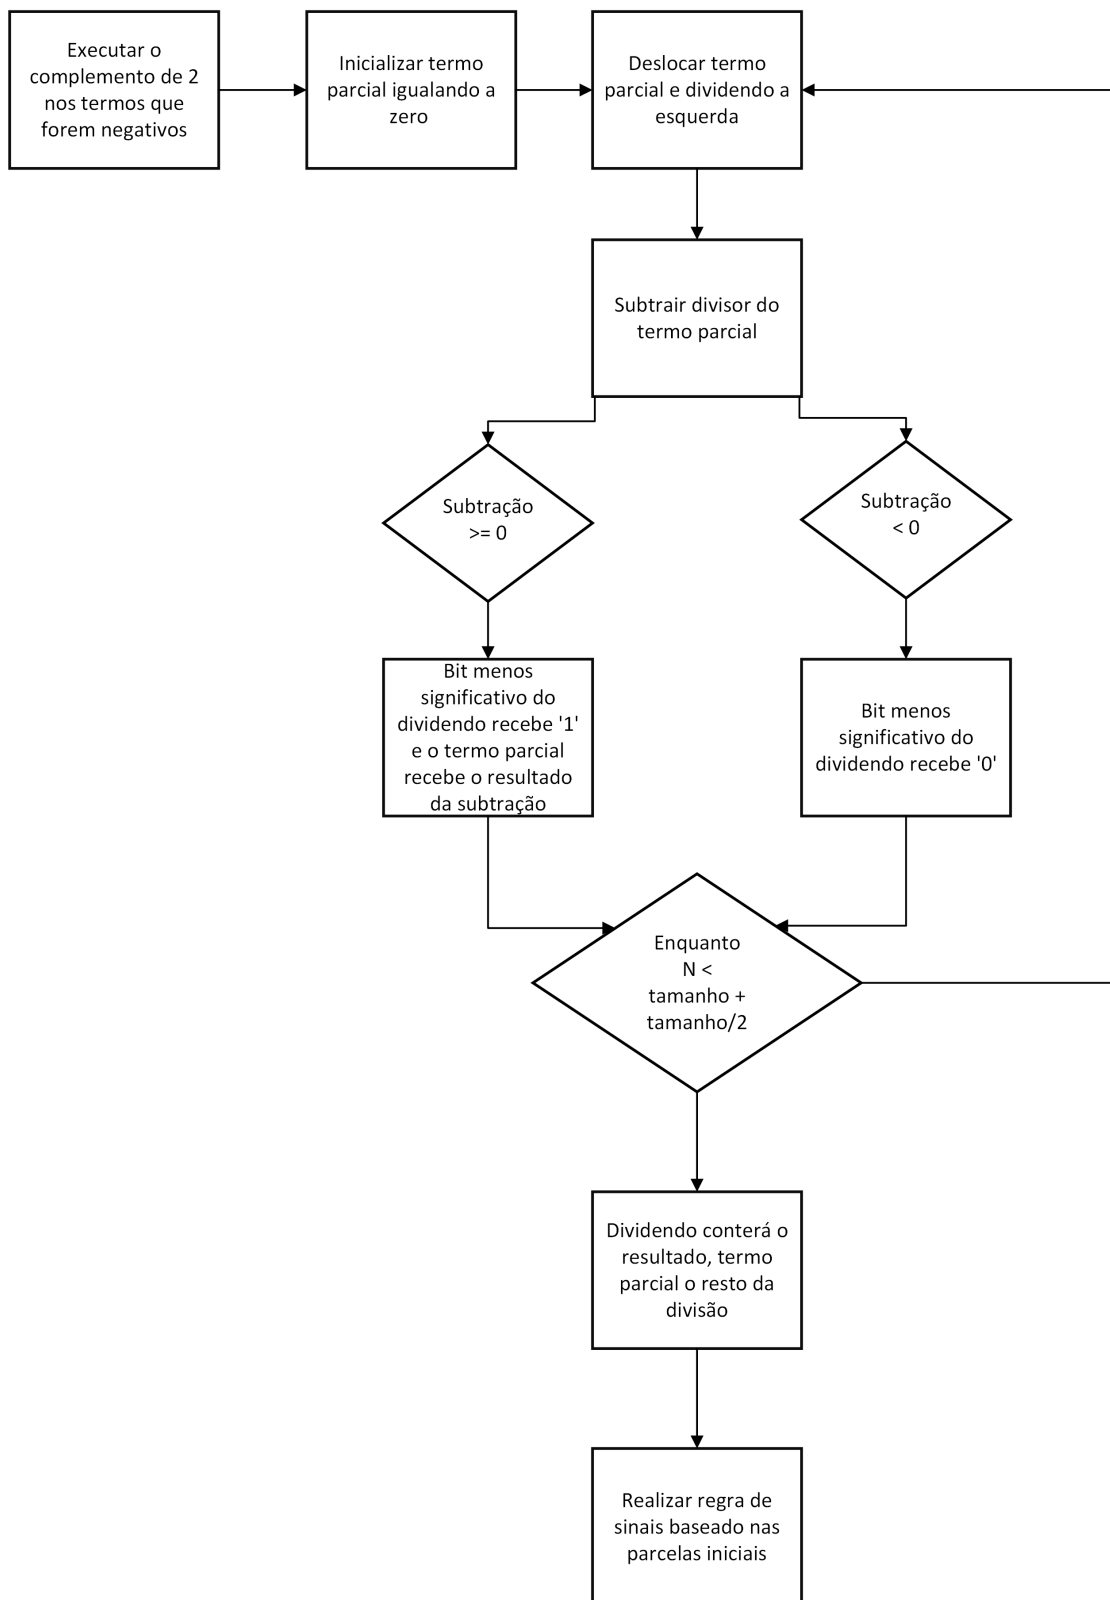 Executar o
complemento de 2
nos termos que
forem negativos
Inicializar termo
parcial igualando a
zero
Deslocar termo
parcial e dividendo a
esquerda
Subtrair divisor do
termo parcial
Subtração
>= 0
Subtração
< 0
Bit menos
significativo do
dividendo recebe '1'
e o termo parcial
recebe o resultado
da subtração
Bit menos
significativo do
dividendo recebe '0'
Enquanto
N <
tamanho +
tamanho/2
Dividendo conterá o
resultado, termo
parcial o resto da
divisão
Realizar regra de
sinais baseado nas
parcelas iniciais